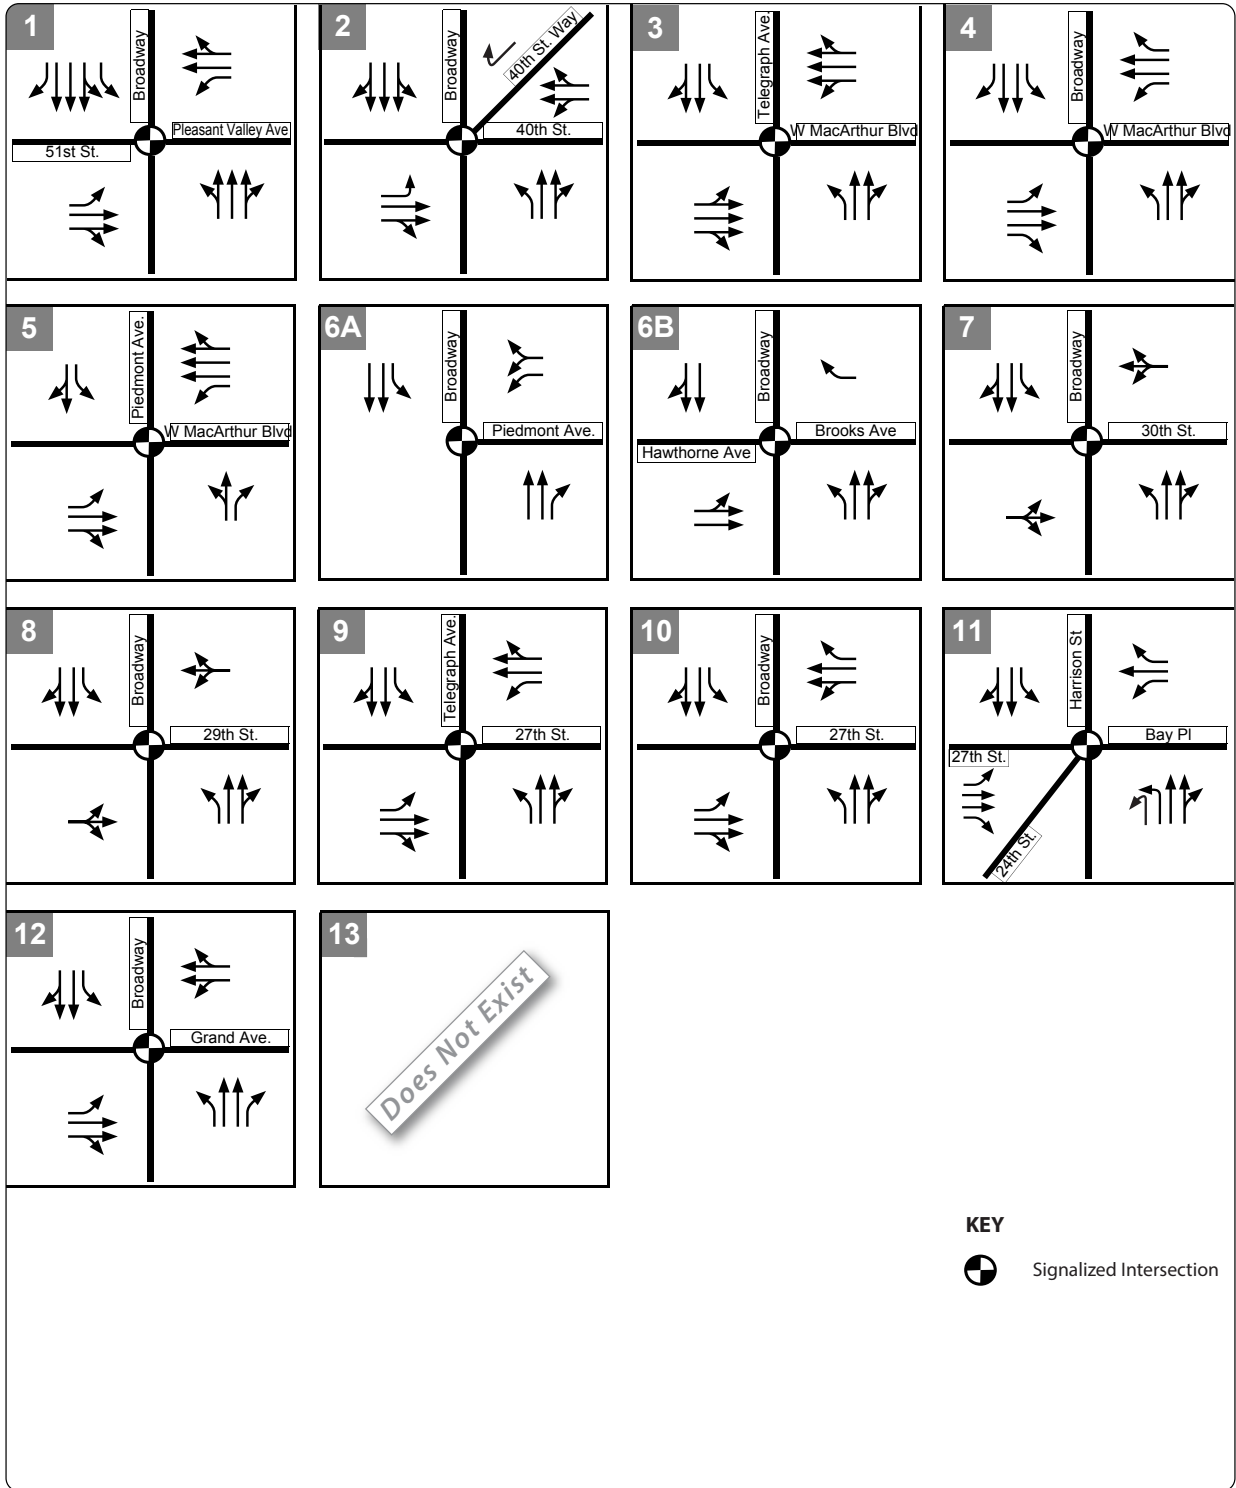 1
Broadway
Pleasant Valley Ave
51st St.
2
Broadway
40th St. Way
40th St.
3
Telegraph Ave.
W MacArthur Blvd
4
Broadway
W MacArthur Blvd
5
Piedmont Ave.
W MacArthur Blvd
6A
Broadway
Piedmont Ave.
6B
Broadway
Brooks Ave
Hawthorne Ave
7
Broadway
30th St.
8
Broadway
29th St.
9
Telegraph Ave.
27th St.
10
Broadway
27th St.
11
Harrison St
Bay Pl
27th St.
24th St.
12
Broadway
Grand Ave.
13
Does Not Exist
KEY
Signalized Intersection